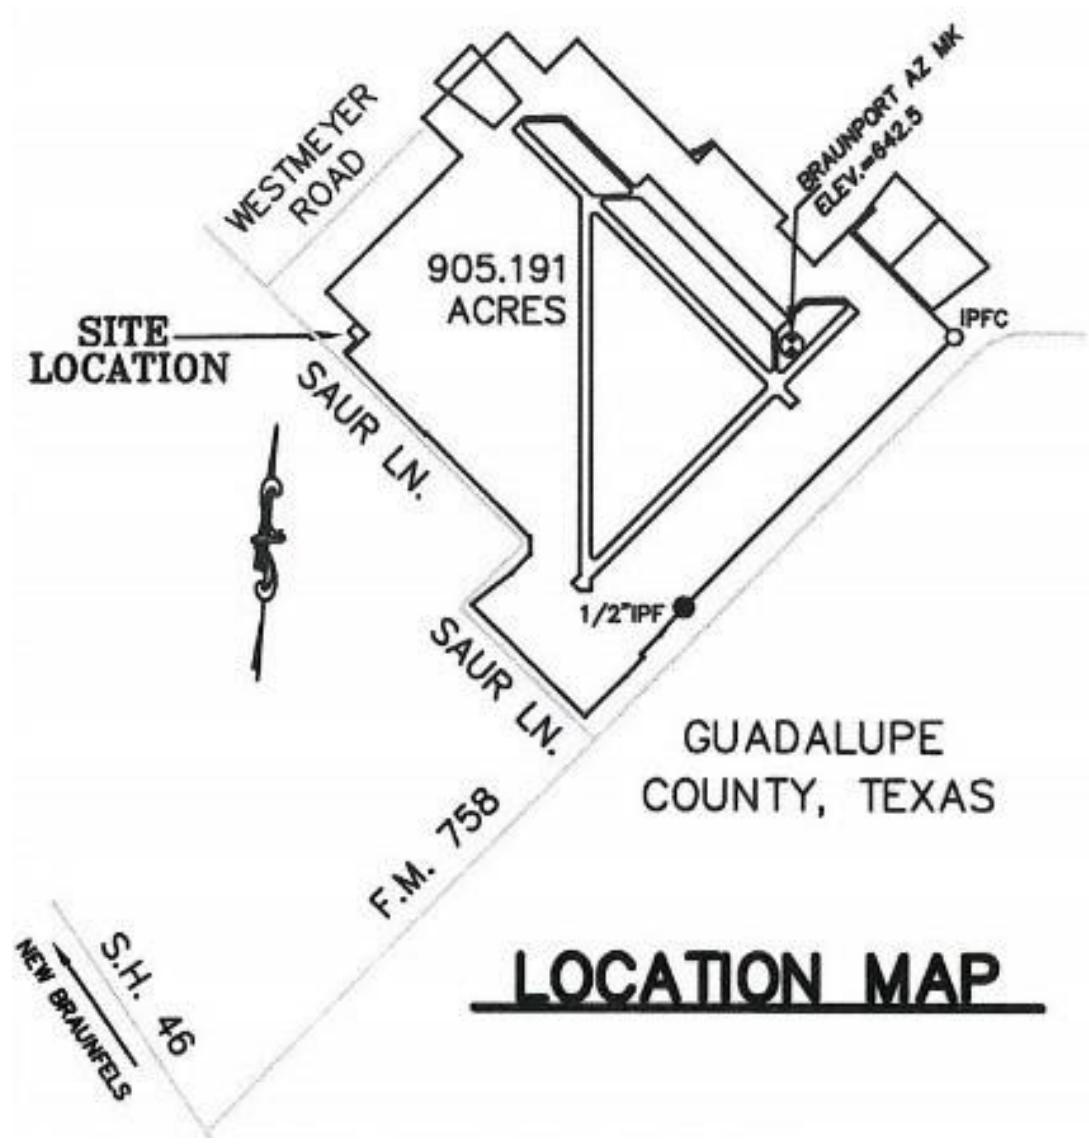 WESTMEYER
ROAD
BRAUNPORT AZ MK
ELEV.=642.5
905.191
ACRES
SITE
LOCATION
IPFC
SAUR LN.
1/2"IPF
SAUR LN.
GUADALUPE
COUNTY, TEXAS
F.M. 758
S.H. 46
NEW BRAUNFELS
LOCATION MAP